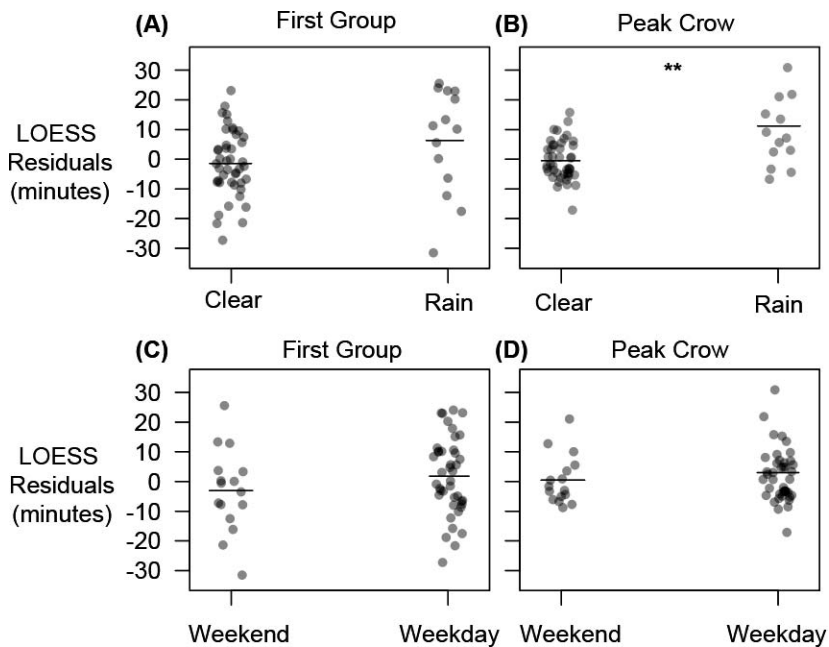 (A) First Group
(B) Peak Crow
**
LOESS
Residuals
(minutes)
30
20
10
0
-10
-20
-30
Clear Rain
Clear Rain
(C) First Group
(D) Peak Crow
LOESS
Residuals
(minutes)
30
20
10
0
-10
-20
-30
Weekend Weekday
Weekend Weekday